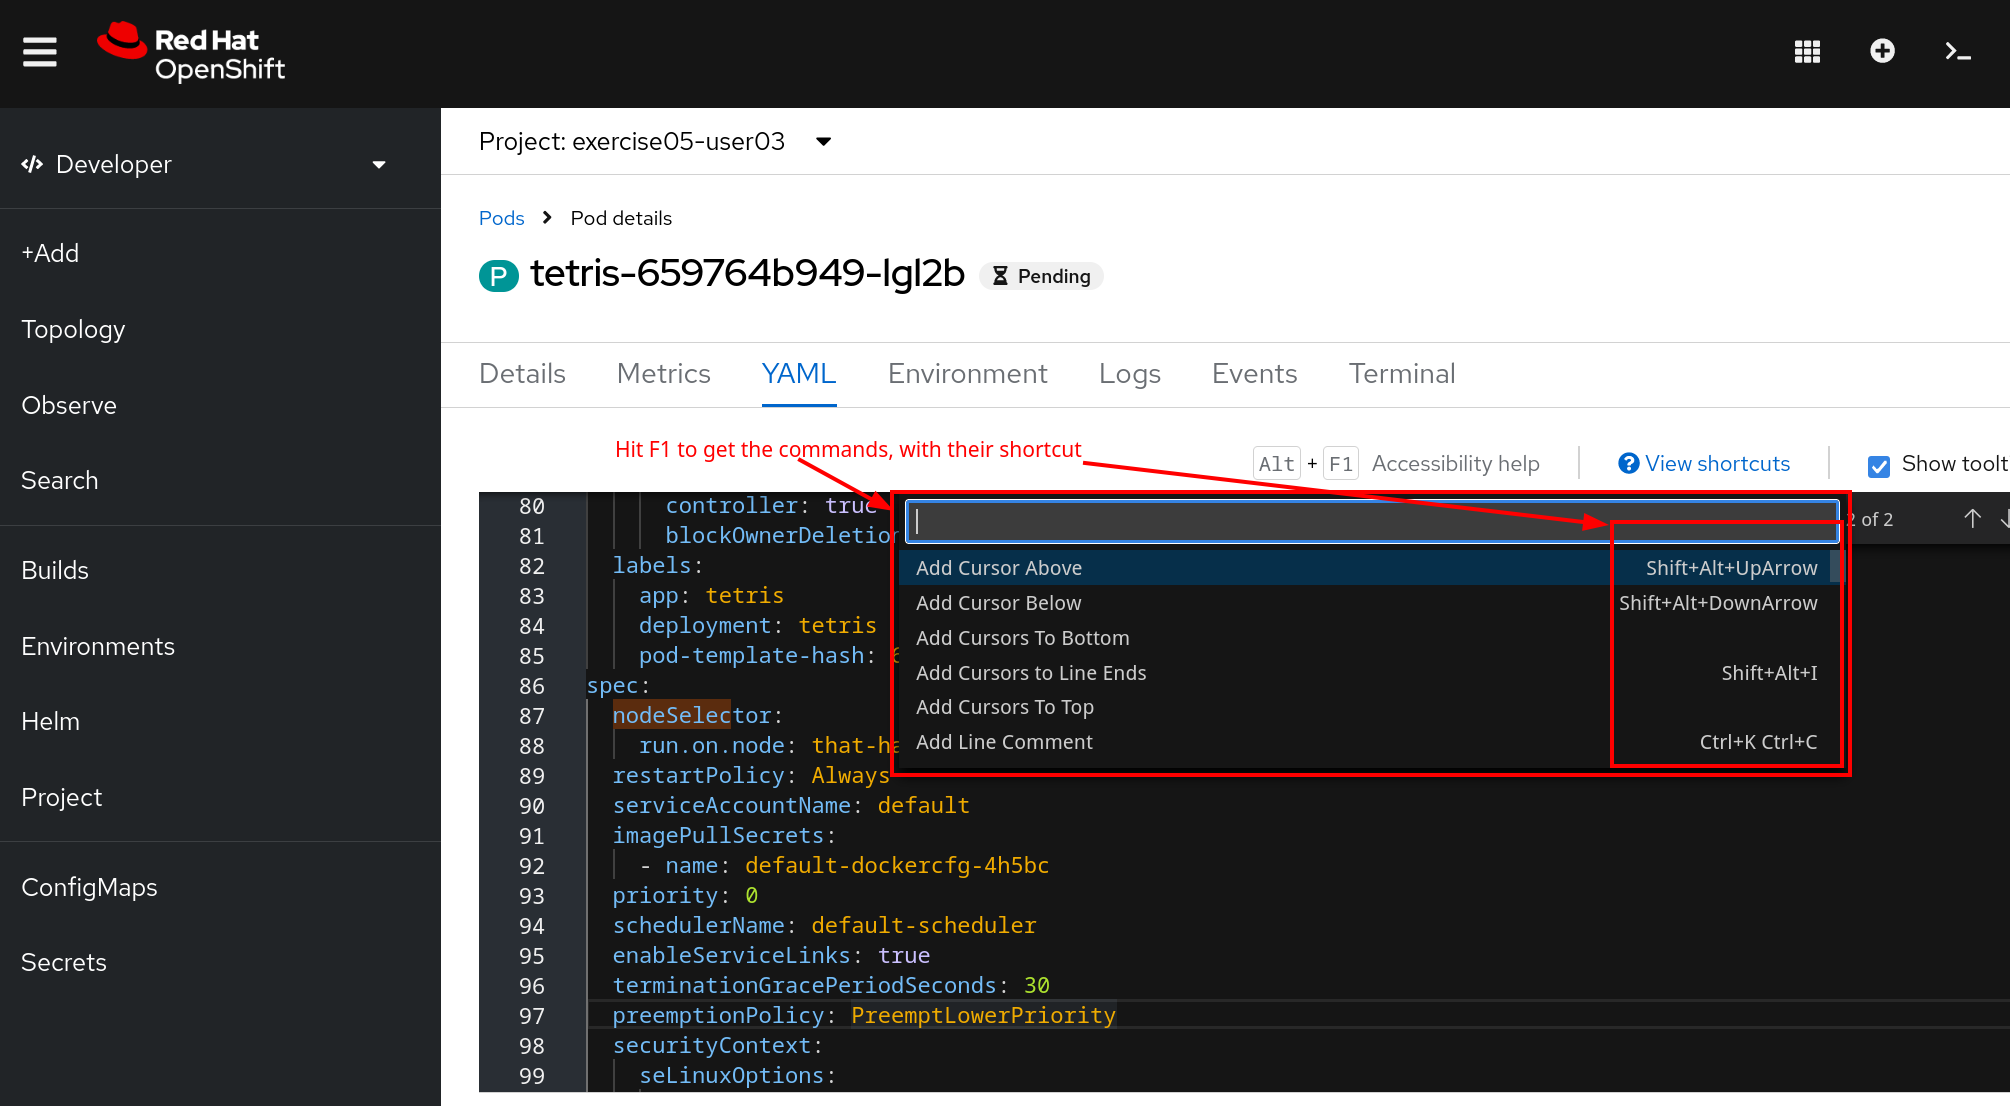 Red Hat
OpenShift
Developer
+Add
Topology
Observe
Search
Builds
Environments
Helm
Project
ConfigMaps
Secrets
Project: exercise05-user03
Pods > Pod details
P tetris-659764b949-lgl2b Pending
Details Metrics YAML Environment Logs Events Terminal
Hit F1 to get the commands, with their shortcut
Alt + F1 Accessibility help
View shortcuts
Show toolt
2 of 2
Add Cursor Above Shift+Alt+UpArrow
Add Cursor Below Shift+Alt+DownArrow
Add Cursors To Bottom
Add Cursors to Line Ends Shift+Alt+I
Add Cursors To Top
Add Line Comment Ctrl+K Ctrl+C
80 controller: true
81 blockOwnerDeletion
82 labels:
83 app: tetris
84 deployment: tetris
85 pod-template-hash: 6
86 spec:
87 nodeSelector:
88 run.on.node: that-ha
89 restartPolicy: Always
90 serviceAccountName: default
91 imagePullSecrets:
92 - name: default-dockercfg-4h5bc
93 priority: 0
94 schedulerName: default-scheduler
95 enableServiceLinks: true
96 terminationGracePeriodSeconds: 30
97 preemptionPolicy: PreemptLowerPriority
98 securityContext:
99 seLinuxOptions: